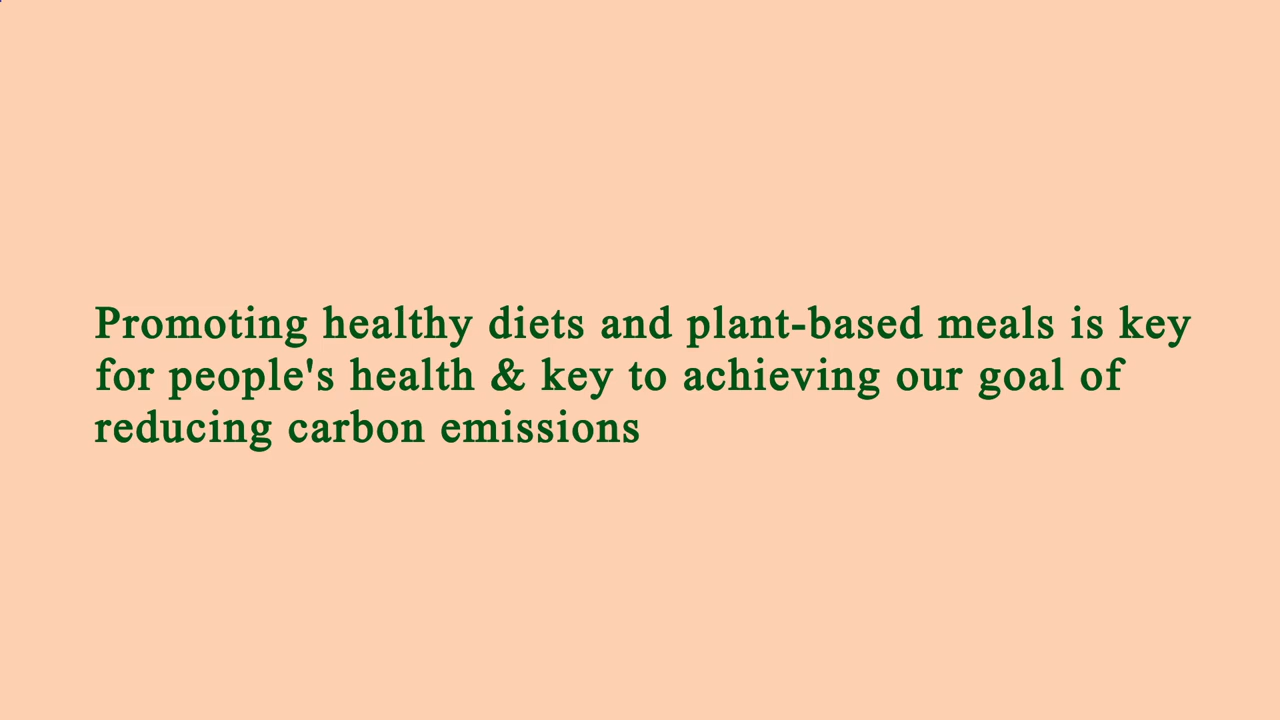 Promoting healthy diets and plant-based meals is key
for people's health & key to achieving our goal of
reducing carbon emissions